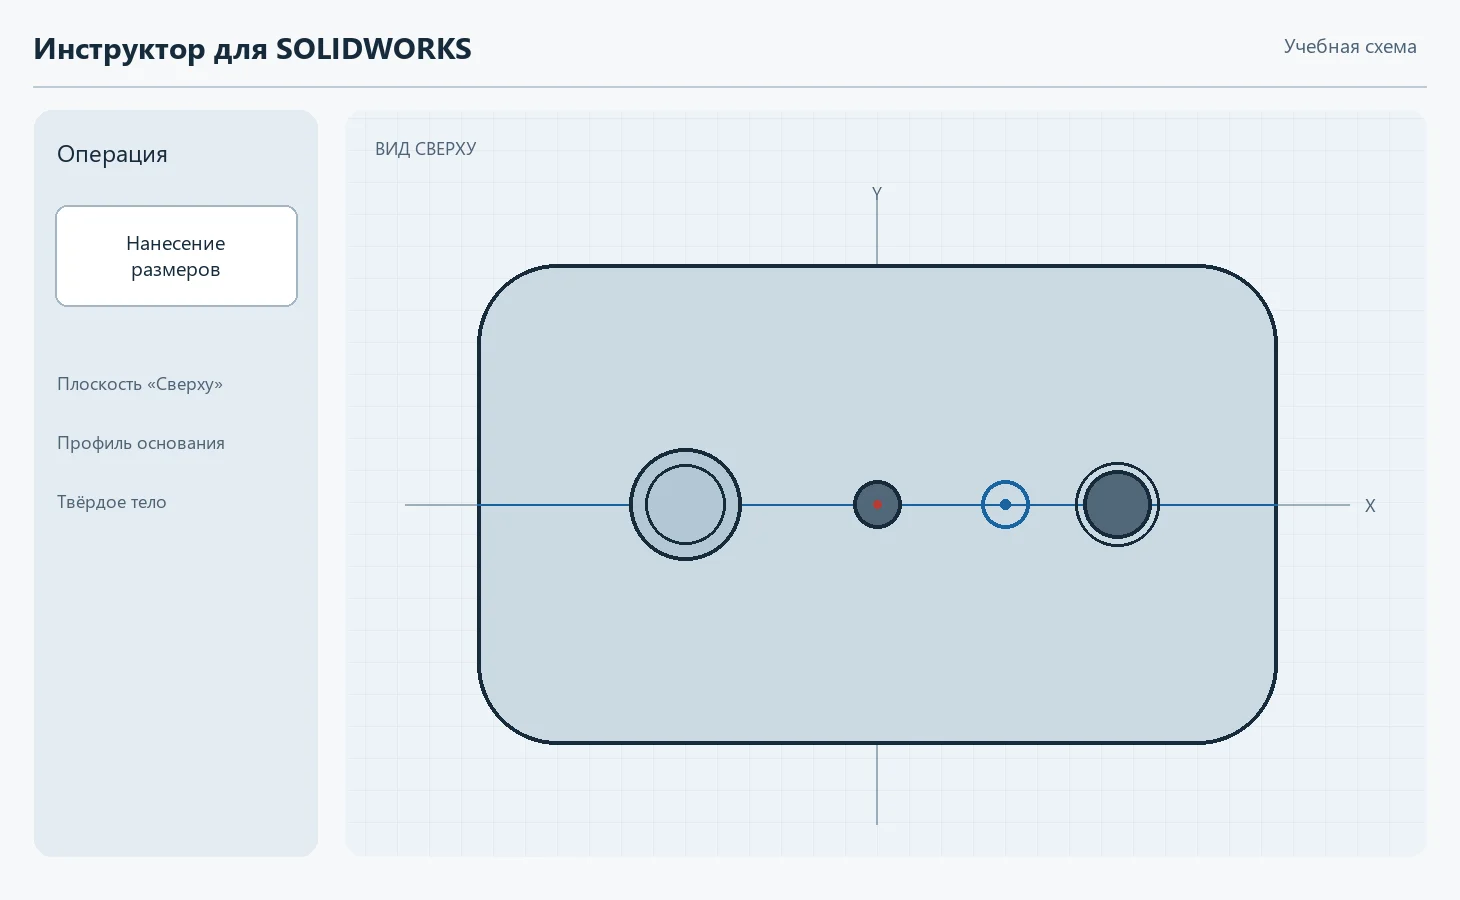 Инструктор для SOLIDWORKS
Учебная схема
Операция
Нанесение
размеров
Плоскость «Сверху»
Профиль основания
Твёрдое тело
ВИД СВЕРХУ
Y
X